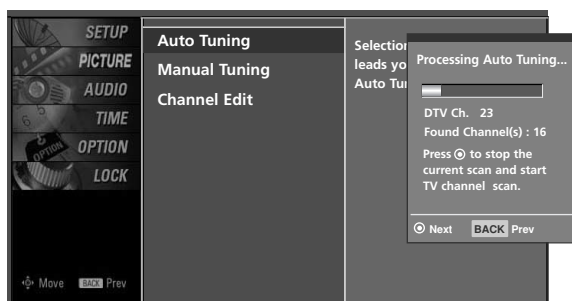 SETUP
PICTURE
AUDIO
TIME
OPTION
LOCK
Move BACK Prev
Auto Tuning
Manual Tuning
Channel Edit
Selection
leads yo
Auto Tun
Processing Auto Tuning...
DTV Ch. 23
Found Channel(s) : 16
Press ⊙ to stop the
current scan and start
TV channel scan.
⊙ Next BACK Prev